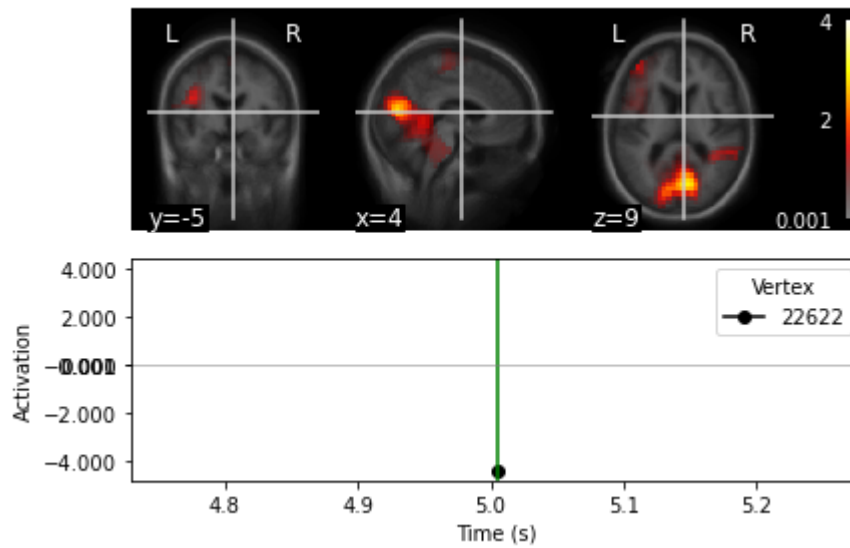 L R L R 4
2
y=-5 x=4 z=9 0.001
4.000
2.000
−0.001
−2.000
−4.000
Activation
Vertex
22622
4.8 4.9 5.0 5.1 5.2
Time (s)